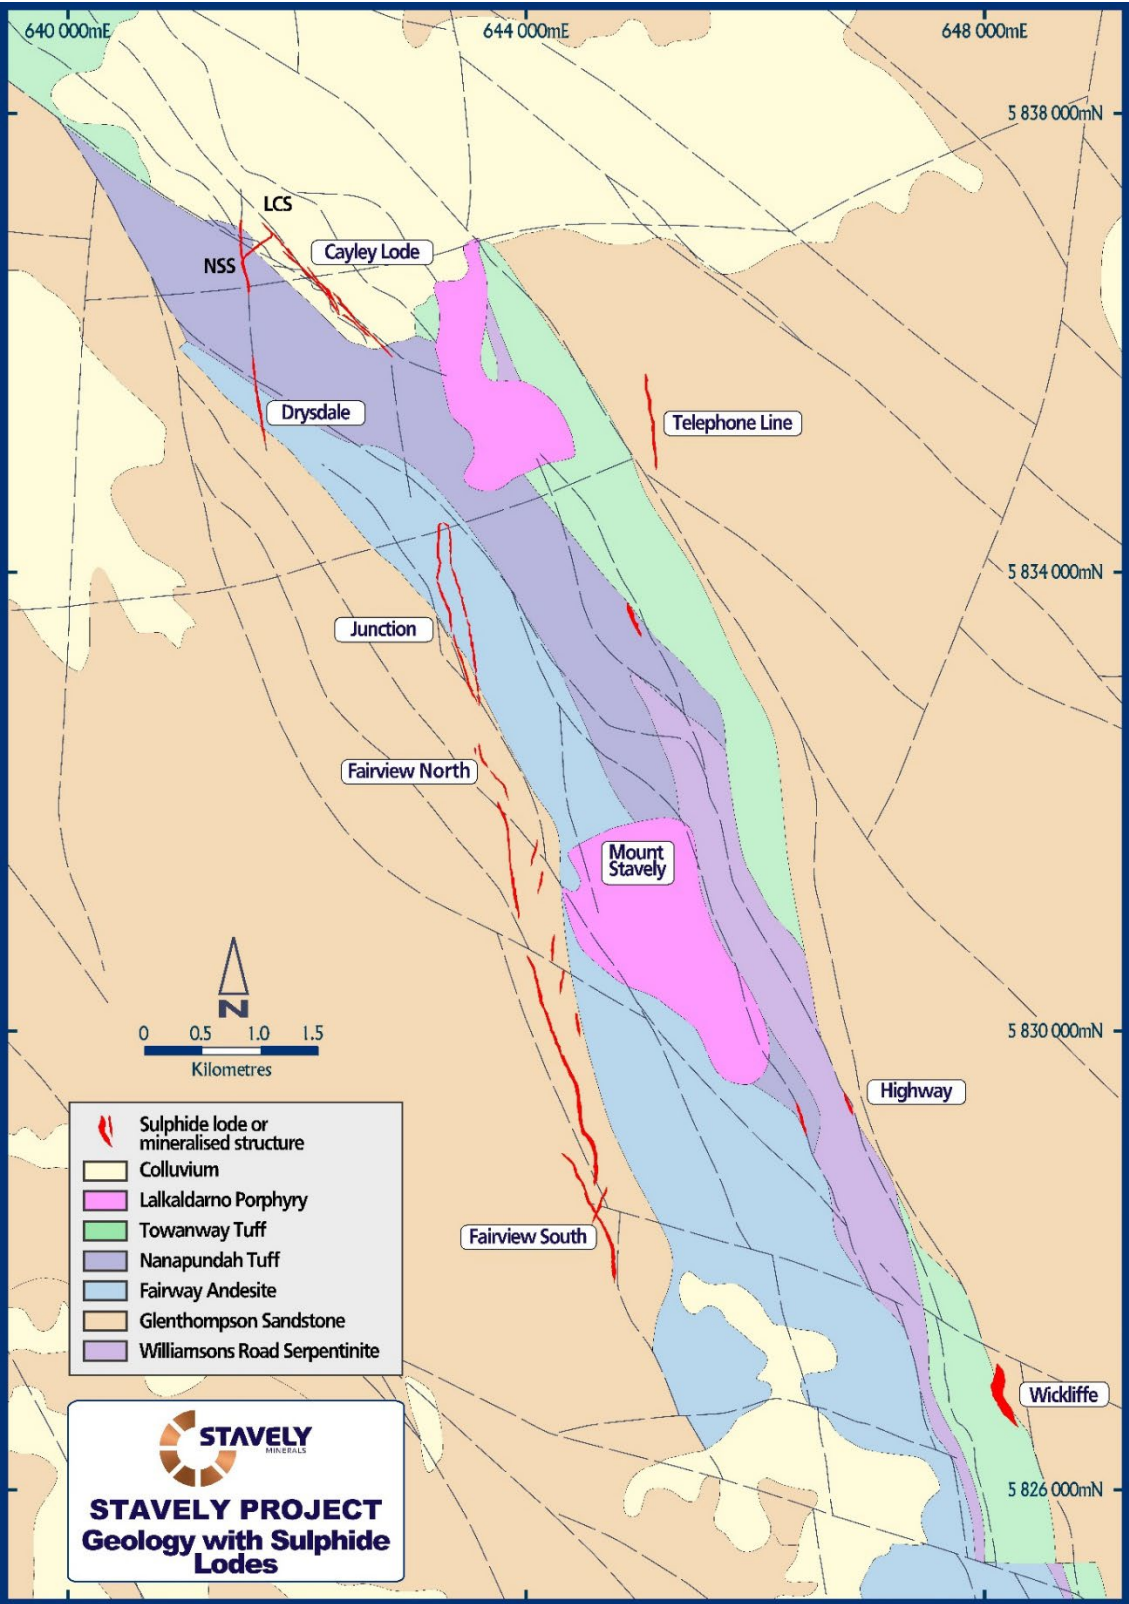 640 000mE
644 000mE
648 000mE
5 838 000mN
LCS
Cayley Lode
NSS
Drysdale
Telephone Line
5 834 000mN
Junction
Fairview North
Mount
Stavely
N
0 0.5 1.0 1.5
Kilometres
5 830 000mN
Highway
Sulphide lode or
mineralised structure
Colluvium
Lalkaldarno Porphyry
Towanway Tuff
Nanapundah Tuff
Fairway Andesite
Glenthompson Sandstone
Williamsons Road Serpentinite
Fairview South
Wickliffe
5 826 000mN
STAVELY
MINERALS
STAVELY PROJECT
Geology with Sulphide
Lodes